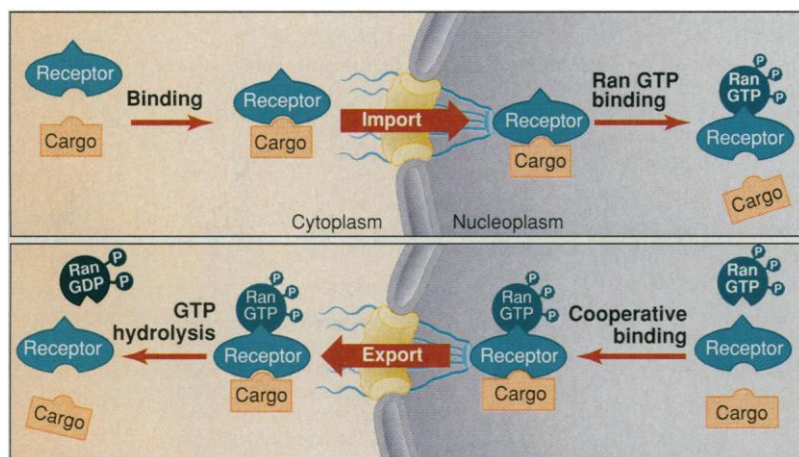 Receptor
Cargo
Binding
Receptor
Cargo
Import
Receptor
Cargo
Ran GTP
binding
P
P
P
Ran
GTP
Receptor
Cargo
Cytoplasm
Nucleoplasm
Ran
GDP
P
P
Receptor
Cargo
GTP
hydrolysis
P
P
P
Ran
GTP
Receptor
Cargo
Export
P
P
P
Ran
GTP
Receptor
Cargo
Cooperative
binding
P
P
P
Ran
GTP
Receptor
Cargo